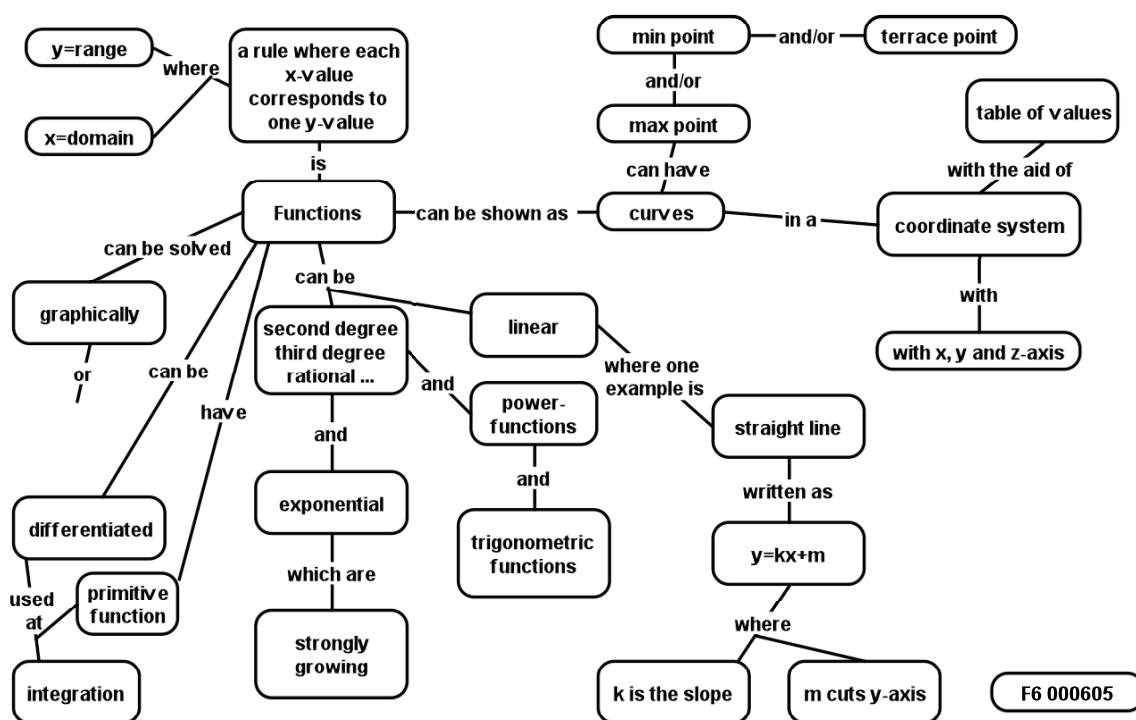 y=range
where
x=domain
a rule where each
x-value
corresponds to
one y-value
is
Functions
can be shown as
curves
can have
max point
and/or
min point
and/or
terrace point
in a
coordinate system
with the aid of
table of values
with
with x, y and z-axis
can be solved
graphically
or
can be
differentiated
have
primitive
function
used
at
integration
can be
second degree
third degree
rational ...
and
exponential
which are
strongly
growing
and
power-
functions
and
trigonometric
functions
linear
where one
example is
straight line
written as
y=kx+m
where
k is the slope
m cuts y-axis
F6 000605